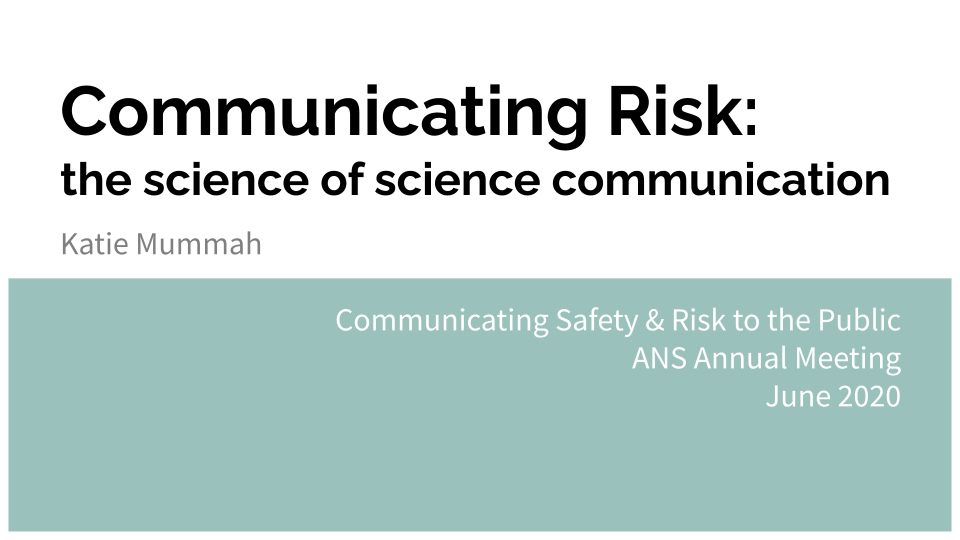 Communicating Risk:
the science of science communication
Katie Mummah
Communicating Safety & Risk to the Public
ANS Annual Meeting
June 2020